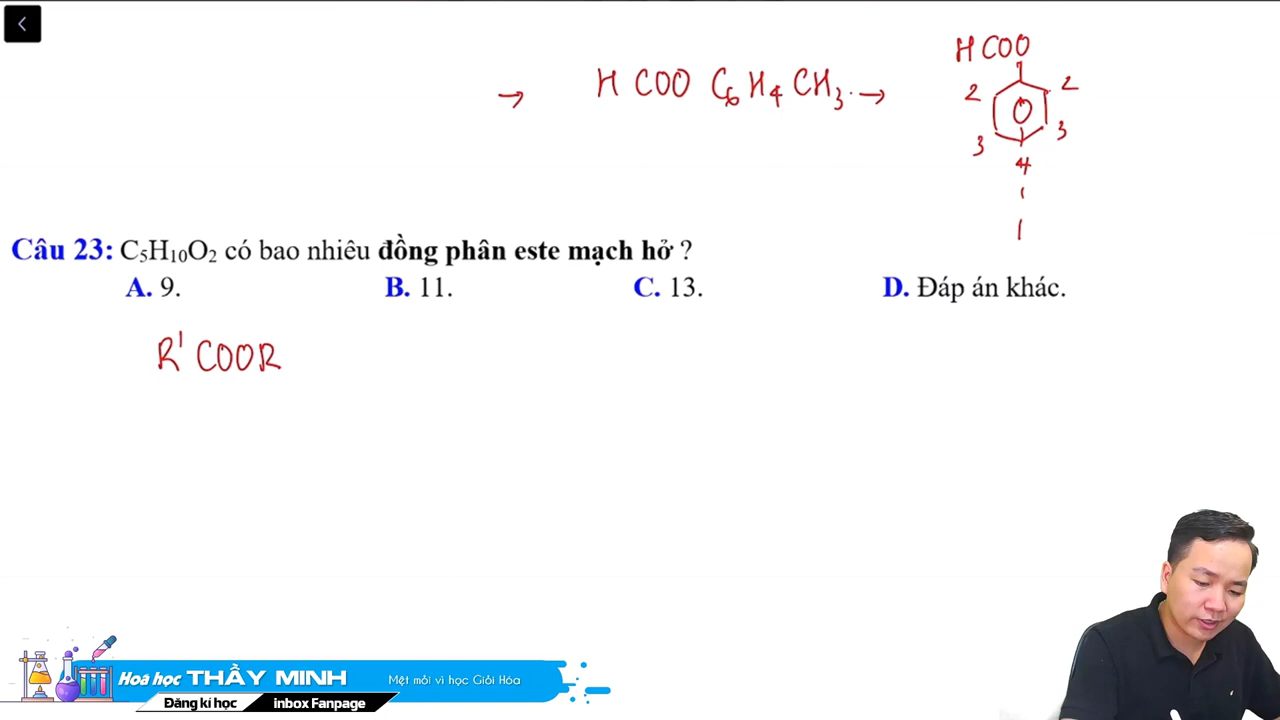 HCOO
→ HCOO C₆H₄CH₃ →
2 2
3 3
4
1
1
Câu 23: C₅H₁₀O₂ có bao nhiêu đồng phân este mạch hở ?
A. 9. B. 11. C. 13. D. Đáp án khác.
R' COOR
Hoá học THẦY MINH
Mệt mỏi vì học Giỏi Hóa
Đăng kí học inbox Fanpage